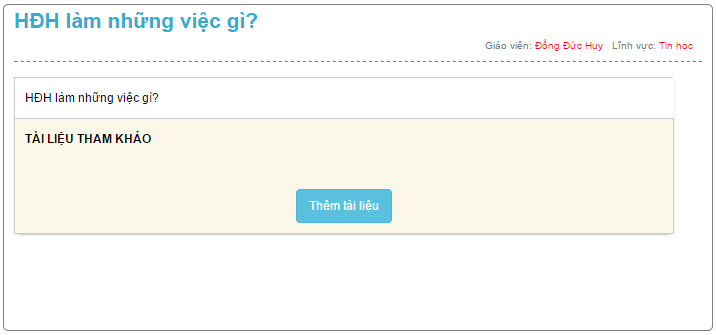 HĐH làm những việc gì?
Giáo viên: Đồng Đức Huy Lĩnh vực: Tin học
HĐH làm những việc gì?
TÀI LIỆU THAM KHẢO
Thêm tài liệu